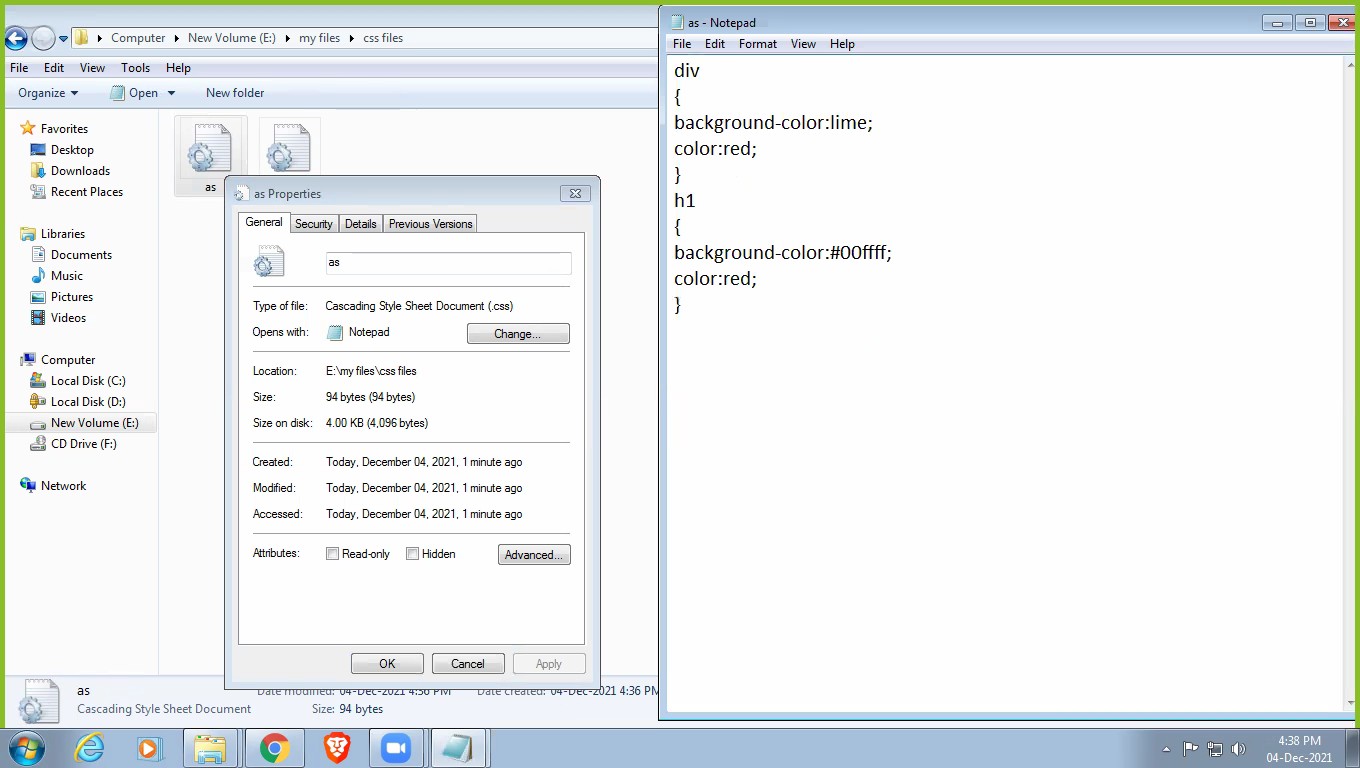 Computer New Volume (E:) my files css files
File Edit View Tools Help
Organize Open New folder
Favorites
Desktop
Downloads
Recent Places
Libraries
Documents
Music
Pictures
Videos
Computer
Local Disk (C:)
Local Disk (D:)
New Volume (E:)
CD Drive (F:)
Network
as
as Properties
General Security Details Previous Versions
as
Type of file: Cascading Style Sheet Document (.css)
Opens with: Notepad Change...
Location: E:\my files\css files
Size: 94 bytes (94 bytes)
Size on disk: 4.00 KB (4,096 bytes)
Created: Today, December 04, 2021, 1 minute ago
Modified: Today, December 04, 2021, 1 minute ago
Accessed: Today, December 04, 2021, 1 minute ago
Attributes: Read-only Hidden Advanced...
OK Cancel Apply
as Date modified: 04-Dec-2021 4:36 PM Date created: 04-Dec-2021 4:36 PM
Cascading Style Sheet Document Size: 94 bytes
as - Notepad
File Edit Format View Help
div
{
background-color:lime;
color:red;
}
h1
{
background-color:#00ffff;
color:red;
}
4:38 PM
04-Dec-2021